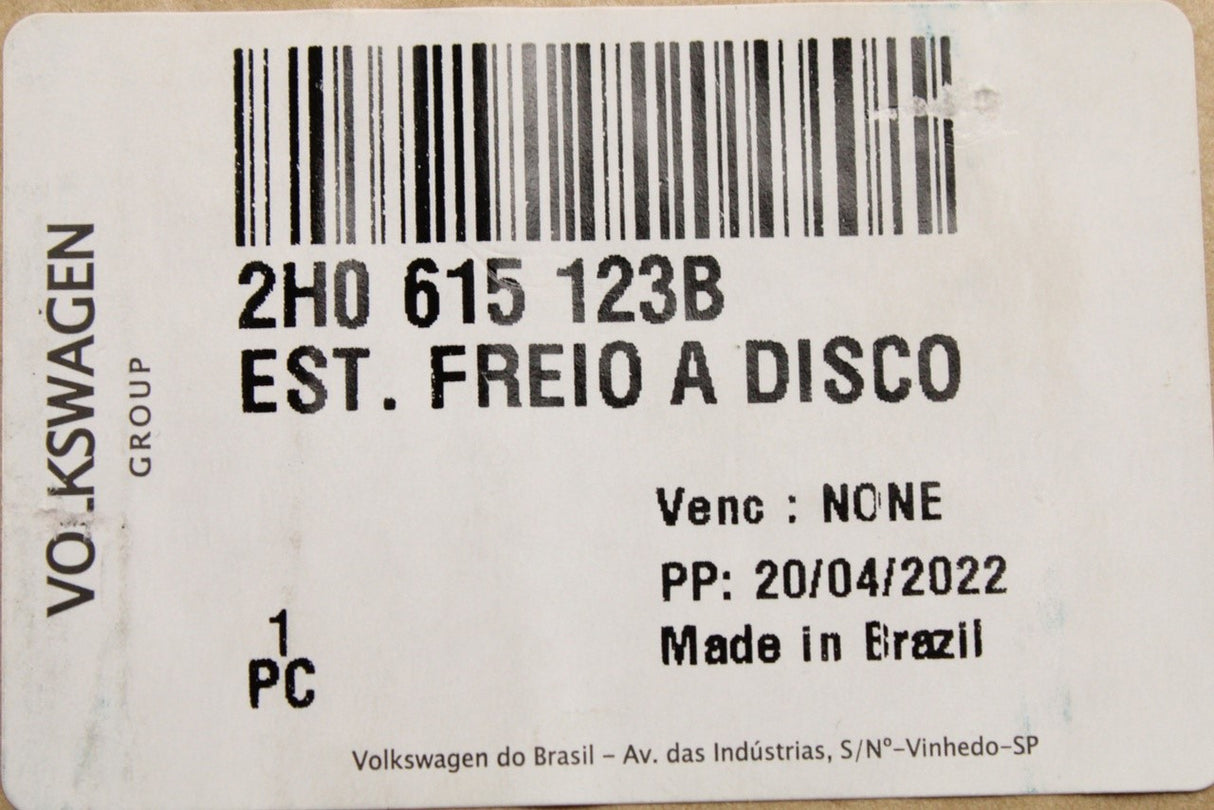 VOLKSWAGEN
GROUP
2H0 615 123B
EST. FREIO A DISCO
Venc : NONE
PP: 20/04/2022
Made in Brazil
1
PC
Volkswagen do Brasil – Av. das Indústrias, S/Nº-Vinhedo-SP